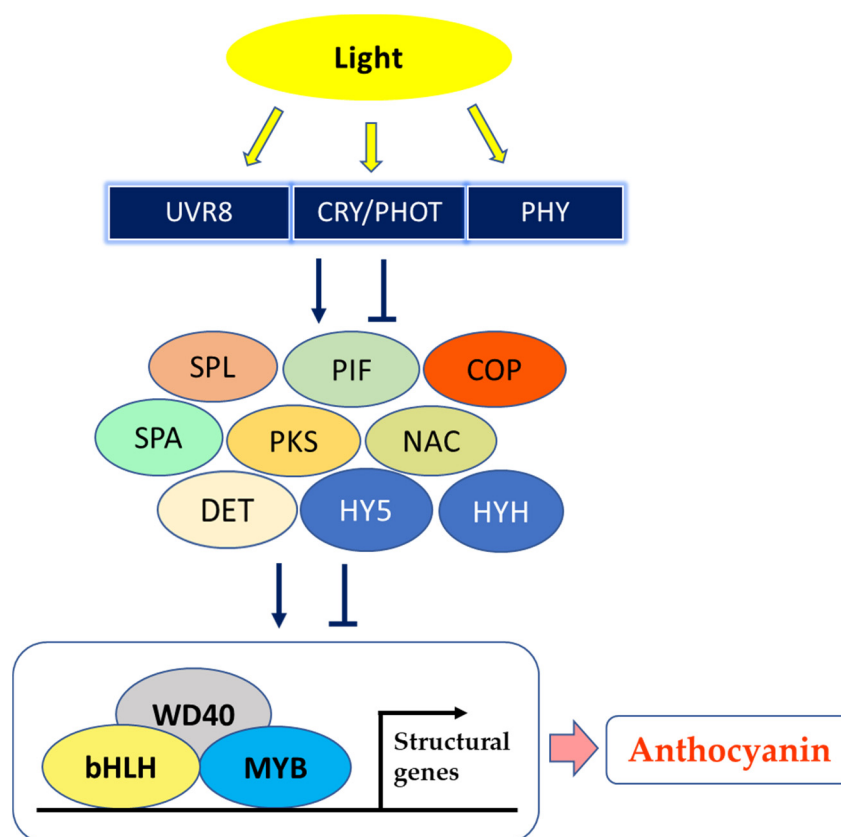 Light
UVR8 CRY/PHOT PHY
SPL PIF COP
SPA PKS NAC
DET HY5 HYH
WD40
bHLH MYB
Structural
genes
Anthocyanin